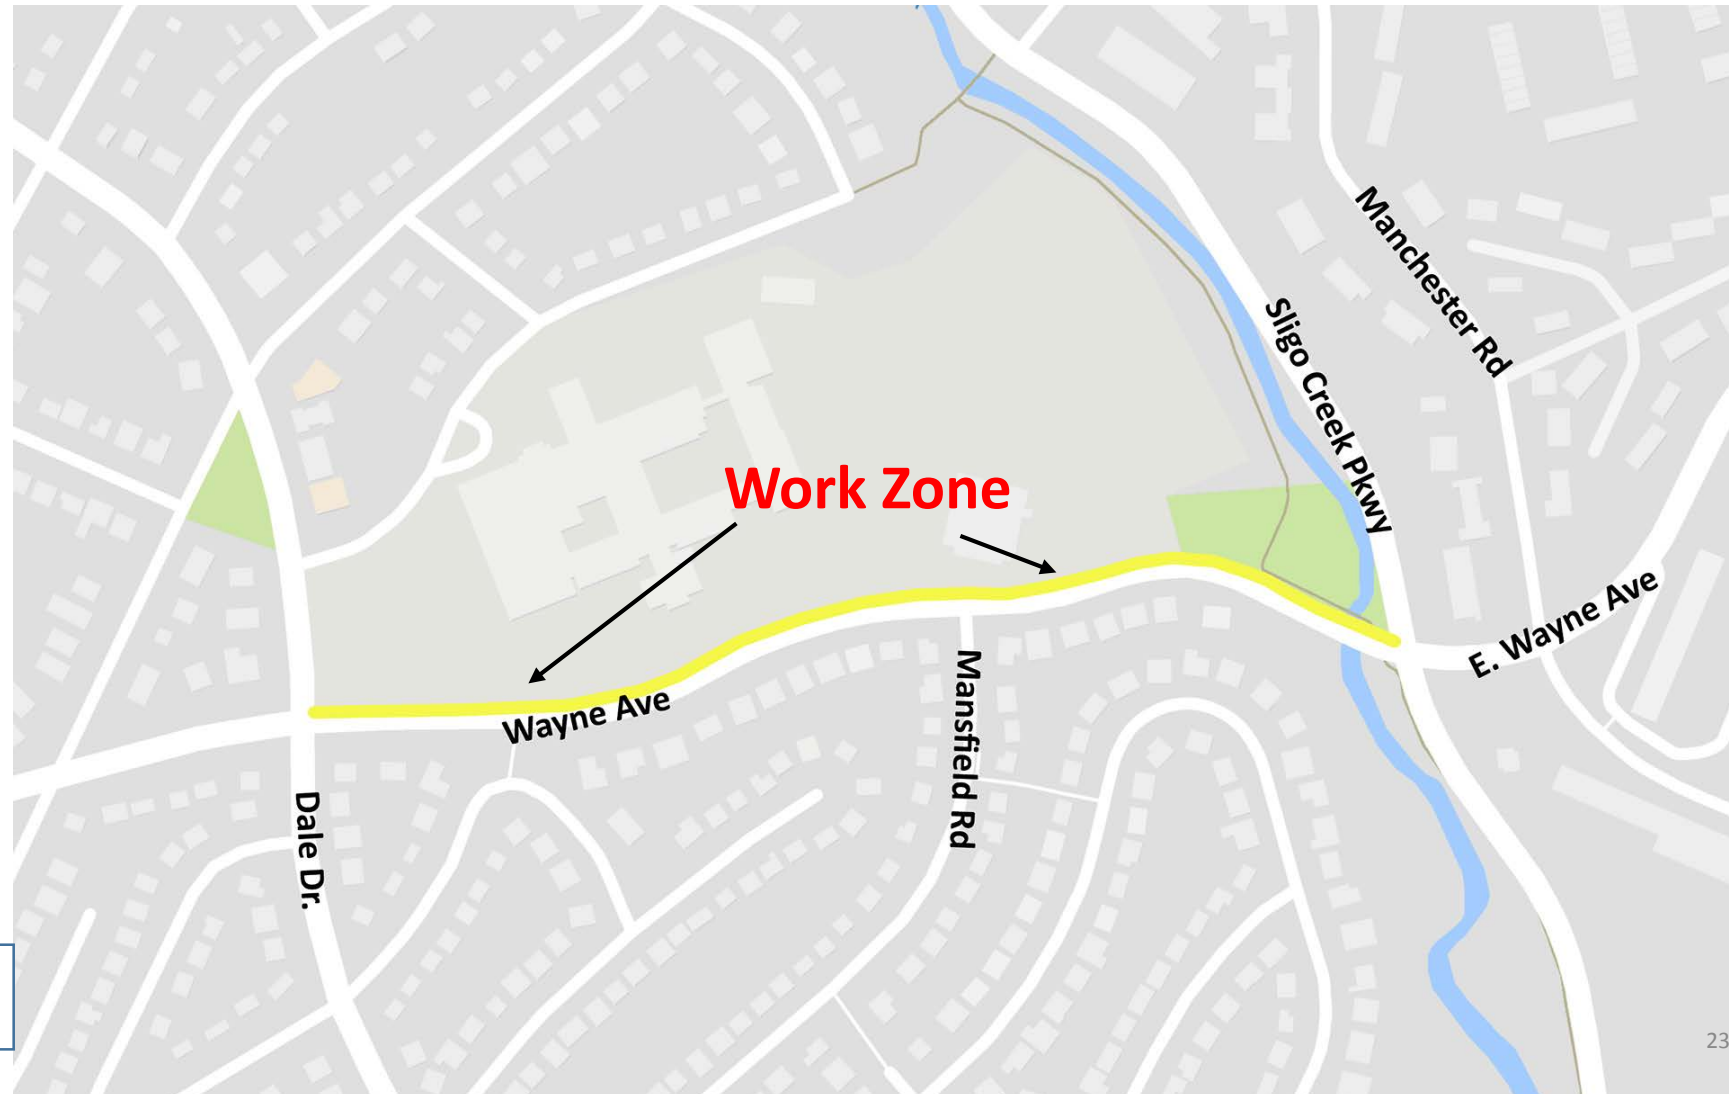 Manchester Rd
Sligo Creek Pkwy
Work Zone
E. Wayne Ave
Wayne Ave
Mansfield Rd
Dale Dr.
23